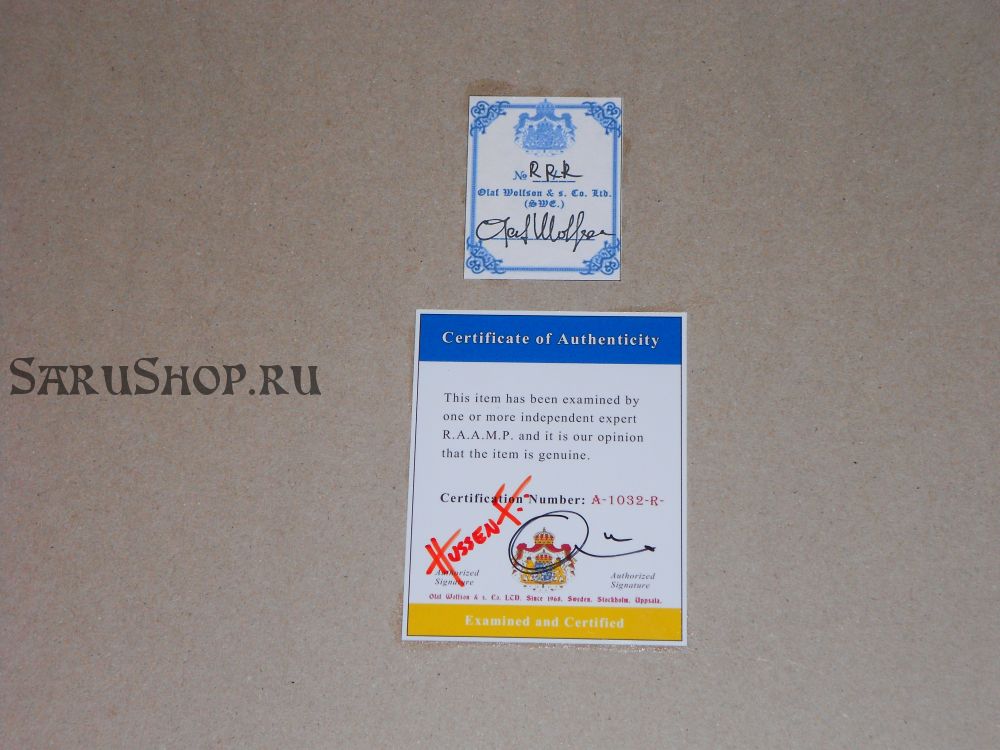 № R R R
Olaf Wolfson & s. Co. Ltd.
(SWE.)
Olaf Wolfson
SARUSHOP.RU
Certificate of Authenticity
This item has been examined by
one or more independent expert
R.A.A.M.P. and it is our opinion
that the item is genuine.
Certification Number: A-1032-R-
HUSSEN F.
Authorized
Signature
Authorized
Signature
Olaf Wolfson & s. Co. LTD. Since 1968. Sweden. Stockholm. Uppsala.
Examined and Certified